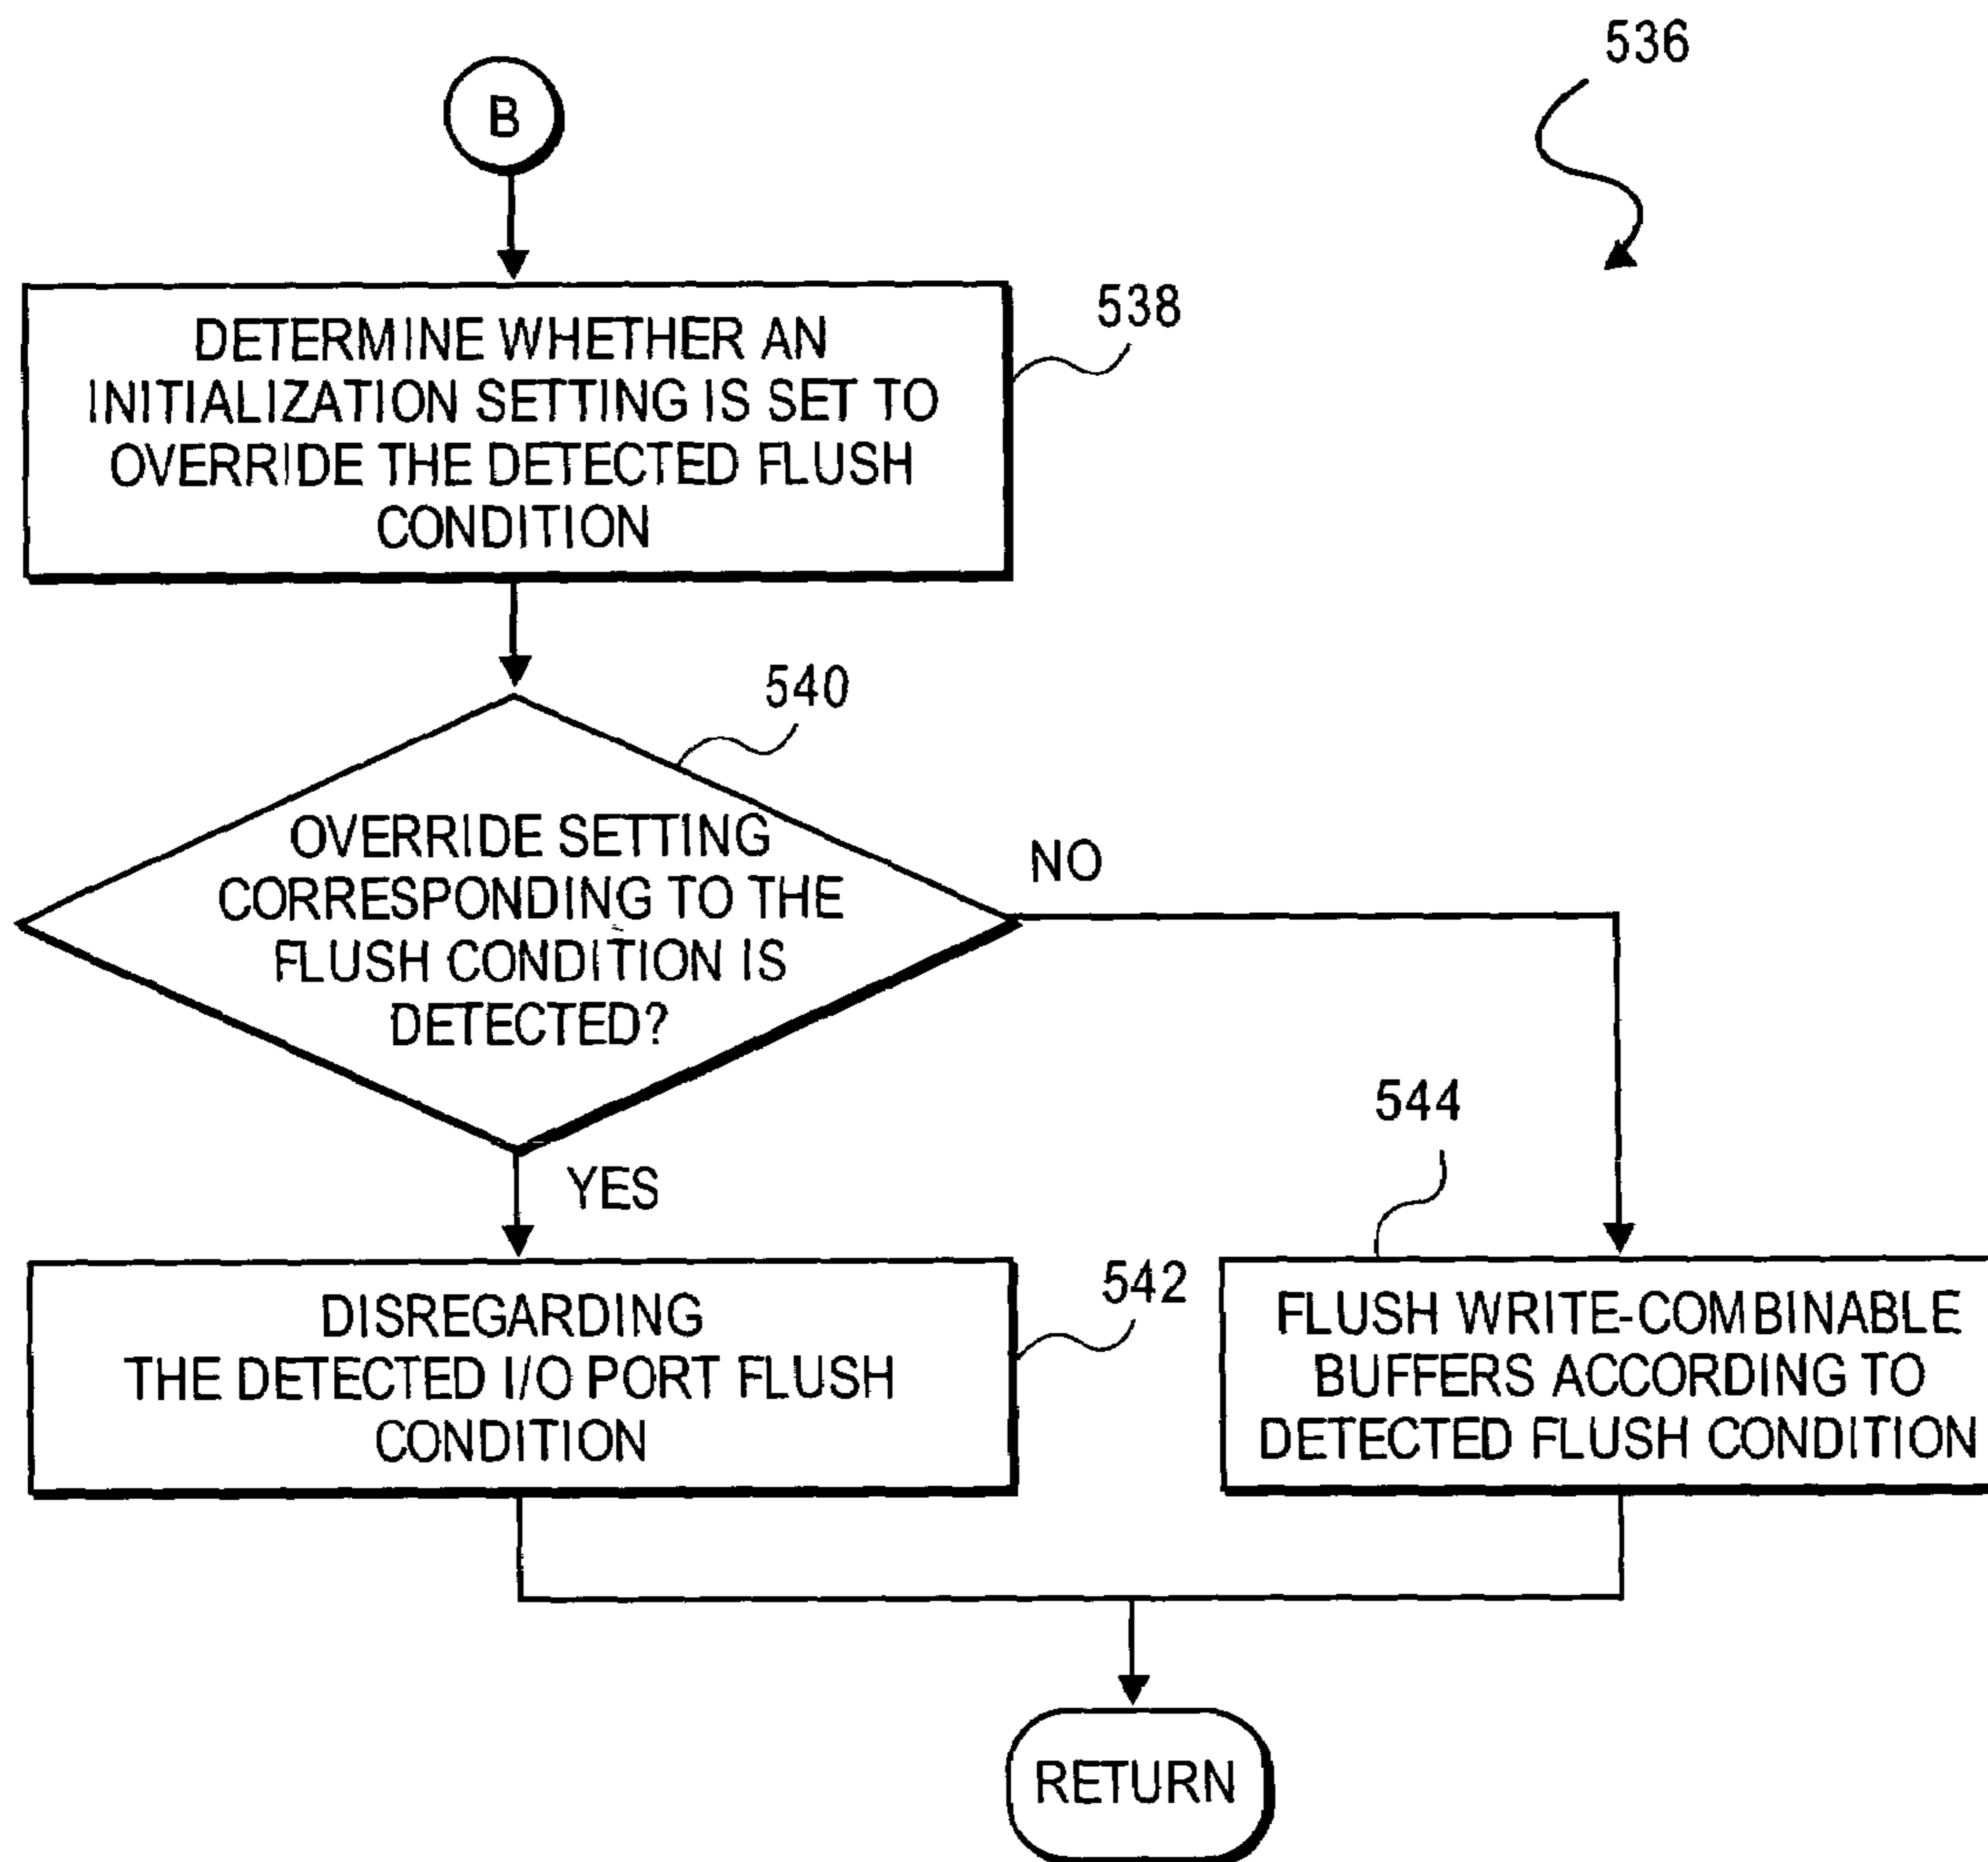 536
B
538
DETERMINE WHETHER AN
INITIALIZATION SETTING IS SET TO
OVERRIDE THE DETECTED FLUSH
CONDITION
540
OVERRIDE SETTING
CORRESPONDING TO THE
FLUSH CONDITION IS
DETECTED?
NO
YES
542
DISREGARDING
THE DETECTED I/O PORT FLUSH
CONDITION
544
FLUSH WRITE-COMBINABLE
BUFFERS ACCORDING TO
DETECTED FLUSH CONDITION
RETURN